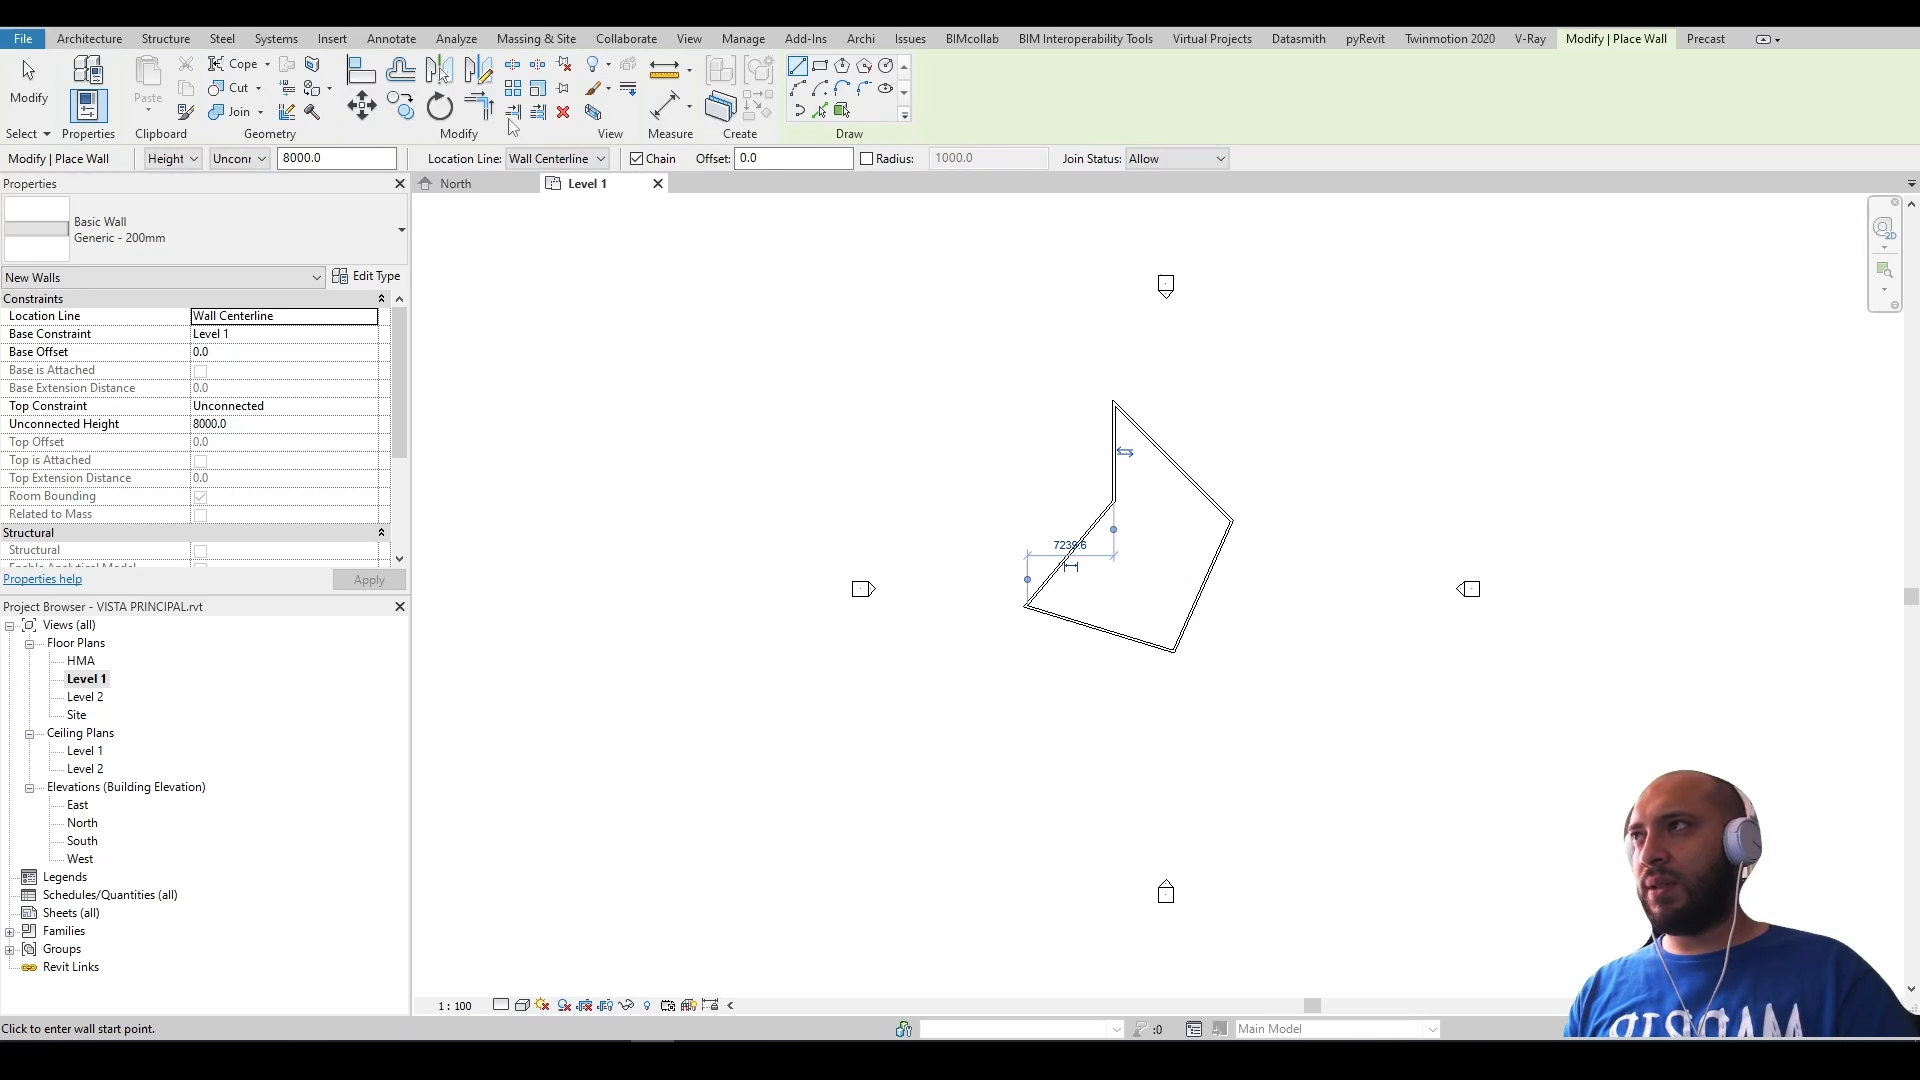 File Architecture Structure Steel Systems Insert Annotate Analyze Massing & Site Collaborate View Manage Add-Ins Archi Issues BIMcollab BIM Interoperability Tools Virtual Projects Datasmith pyRevit Twinmotion 2020 V-Ray Modify | Place Wall Precast
Modify Paste Cope Cut Join
Select Properties Clipboard Geometry Modify View Measure Create Draw
Modify | Place Wall Height Unconr 8000.0 Location Line: Wall Centerline Chain Offset: 0.0 Radius: 1000.0 Join Status: Allow
Properties North Level 1
Basic Wall
Generic - 200mm
New Walls Edit Type
Constraints
Location Line Wall Centerline
Base Constraint Level 1
Base Offset 0.0
Base is Attached
Base Extension Distance 0.0
Top Constraint Unconnected
Unconnected Height 8000.0
Top Offset 0.0
Top is Attached
Top Extension Distance 0.0
Room Bounding
Related to Mass
Structural
Structural
Properties help Apply
7239.6
2D
Project Browser - VISTA PRINCIPAL.rvt
Views (all)
Floor Plans
HMA
Level 1
Level 2
Site
Ceiling Plans
Level 1
Level 2
Elevations (Building Elevation)
East
North
South
West
Legends
Schedules/Quantities (all)
Sheets (all)
Families
Groups
Revit Links
1 : 100
Click to enter wall start point. :0 Main Model